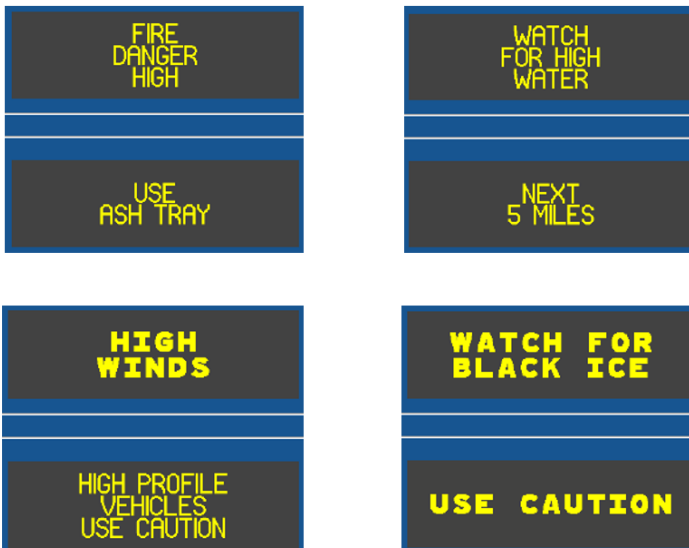 FIRE
DANGER
HIGH
USE
ASH TRAY
WATCH
FOR HIGH
WATER
NEXT
5 MILES
HIGH
WINDS
HIGH PROFILE
VEHICLES
USE CAUTION
WATCH FOR
BLACK ICE
USE CAUTION